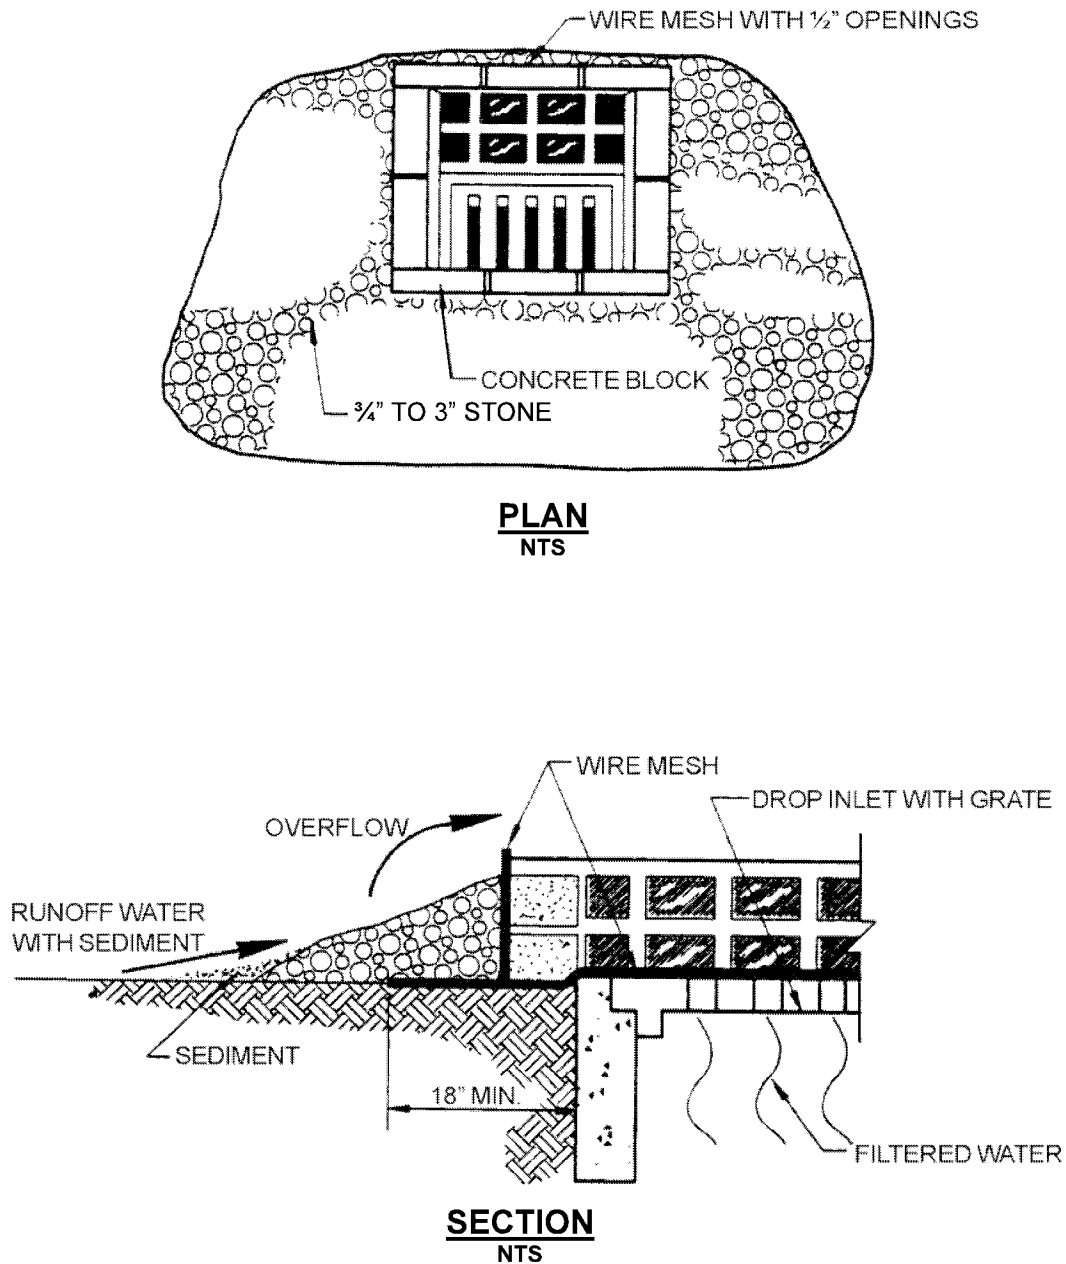 WIRE MESH WITH ½” OPENINGS
CONCRETE BLOCK
¾” TO 3” STONE
PLAN
NTS
WIRE MESH
DROP INLET WITH GRATE
OVERFLOW
RUNOFF WATER
WITH SEDIMENT
SEDIMENT
18” MIN.
FILTERED WATER
SECTION
NTS